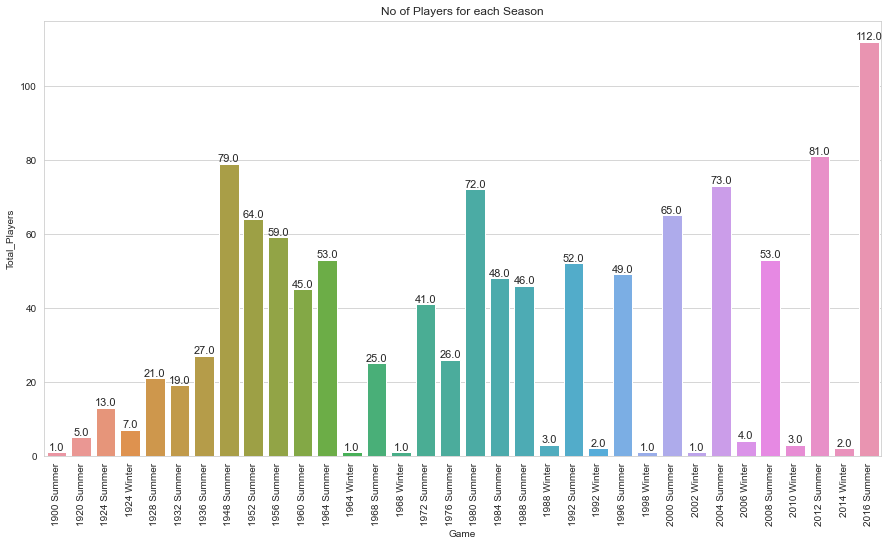 No of Players for each Season
Total_Players
100
80
60
40
20
0
1.0
5.0
13.0
7.0
21.0
19.0
27.0
79.0
64.0
59.0
45.0
53.0
1.0
25.0
1.0
41.0
26.0
72.0
48.0
46.0
3.0
52.0
2.0
49.0
1.0
65.0
1.0
73.0
4.0
53.0
3.0
81.0
2.0
112.0
1900 Summer
1920 Summer
1924 Summer
1924 Winter
1928 Summer
1932 Summer
1936 Summer
1948 Summer
1952 Summer
1956 Summer
1960 Summer
1964 Summer
1964 Winter
1968 Summer
1968 Winter
1972 Summer
1976 Summer
1980 Summer
1984 Summer
1988 Summer
1988 Winter
1992 Summer
1992 Winter
1996 Summer
1998 Winter
2000 Summer
2002 Winter
2004 Summer
2006 Winter
2008 Summer
2010 Winter
2012 Summer
2014 Winter
2016 Summer
Game